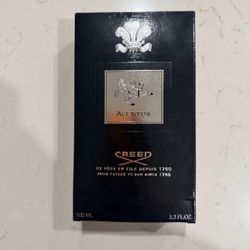 AVENTUS
CREED
DE PÈRE EN FILS DEPUIS 1760
FROM FATHER TO SON SINCE 1760
100 ML
3.3 FL.OZ.